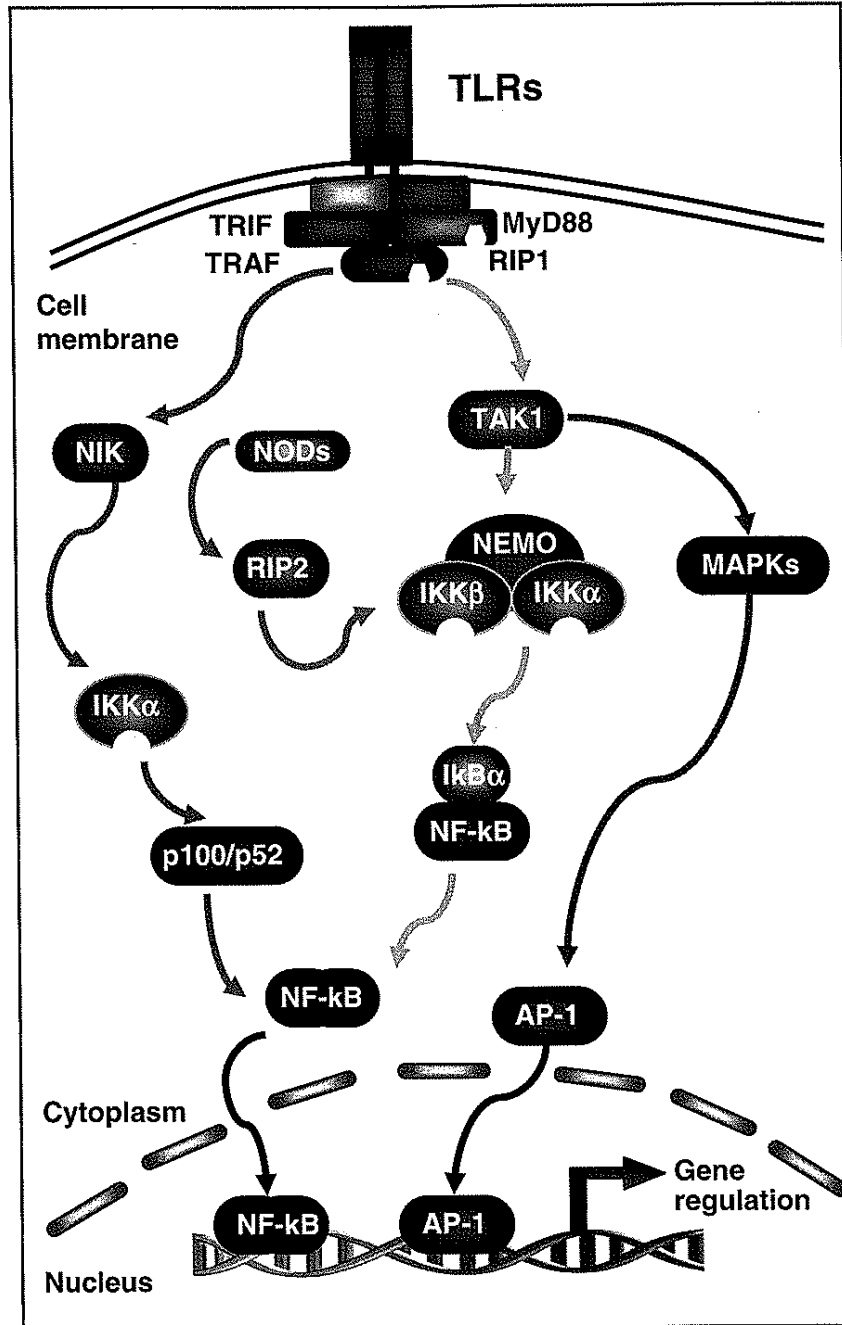 TLRs
TRIF
MyD88
TRAF
RIP1
Cell
membrane
TAK1
NIK
NODs
NEMO
RIP2
IKKβ
IKKα
MAPKs
IKKα
IkBα
NF-kB
p100/p52
NF-kB
AP-1
Cytoplasm
Gene
regulation
NF-kB
AP-1
Nucleus